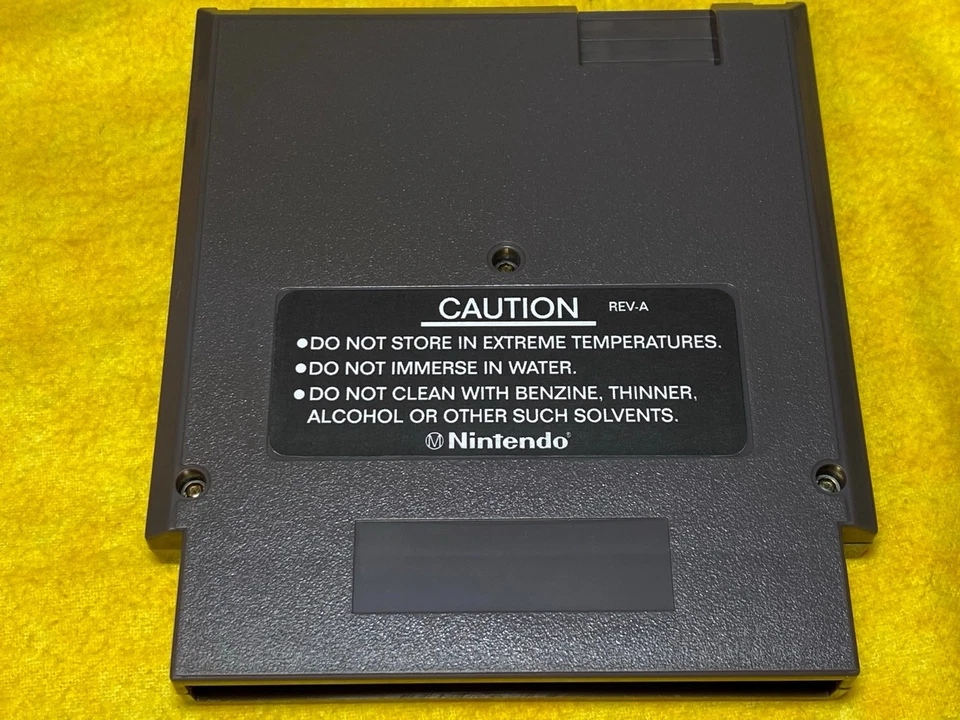 CAUTION REV-A
●DO NOT STORE IN EXTREME TEMPERATURES.
●DO NOT IMMERSE IN WATER.
●DO NOT CLEAN WITH BENZINE, THINNER,
ALCOHOL OR OTHER SUCH SOLVENTS.
Ⓜ Nintendo®